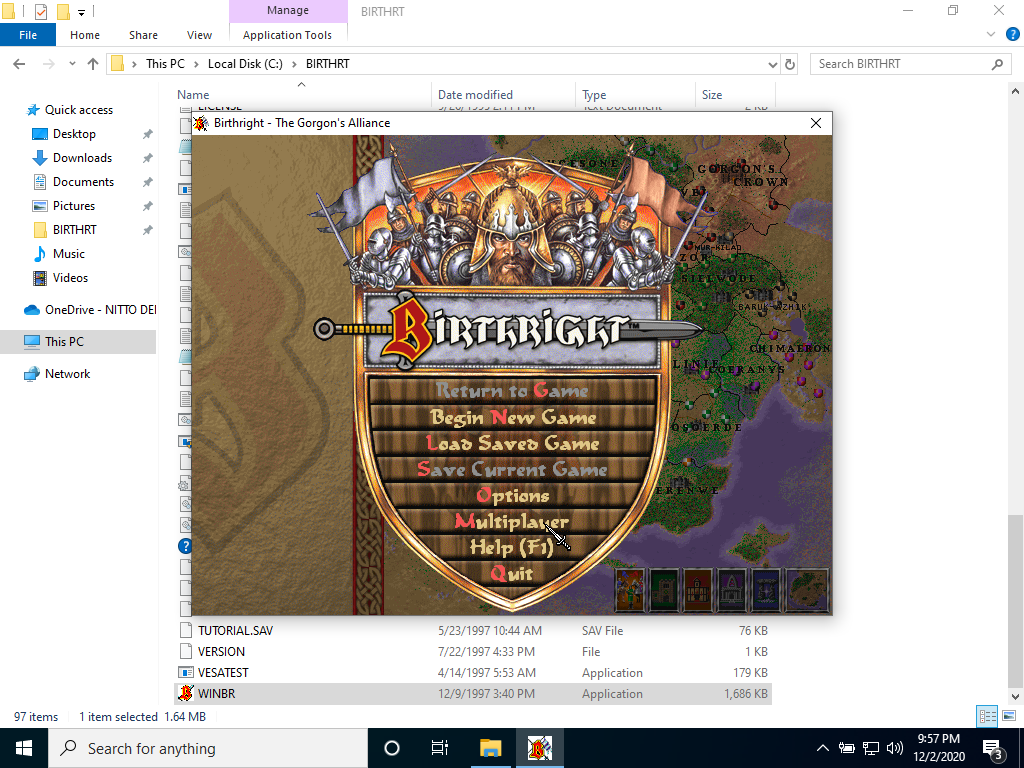 Manage
BIRTHRT
File
Home
Share
View
Application Tools
This PC
Local Disk (C:)
BIRTHRT
Search BIRTHRT
Name
Date modified
Type
Size
Quick access
Desktop
Downloads
Documents
Pictures
BIRTHRT
Music
Videos
OneDrive - NITTO DEI
This PC
Network
LICENSE
Text Document
2 KB
Birthright - The Gorgon's Alliance
GORGON'S
CROWN
MUR-KILAD
SIELWODE
BARUK-AZHIK
CHIMAERON
COERANYS
OSOERDE
BIRTHRIGHT™
Return to Game
Begin New Game
Load Saved Game
Save Current Game
Options
Multiplayer
Help (F1)
Quit
TUTORIAL.SAV 5/23/1997 10:44 AM SAV File 76 KB
VERSION 7/22/1997 4:33 PM File 1 KB
VESATEST 4/14/1997 5:53 AM Application 179 KB
WINBR 12/9/1997 3:40 PM Application 1,686 KB
97 items 1 item selected 1.64 MB
Search for anything
9:57 PM
12/2/2020
3